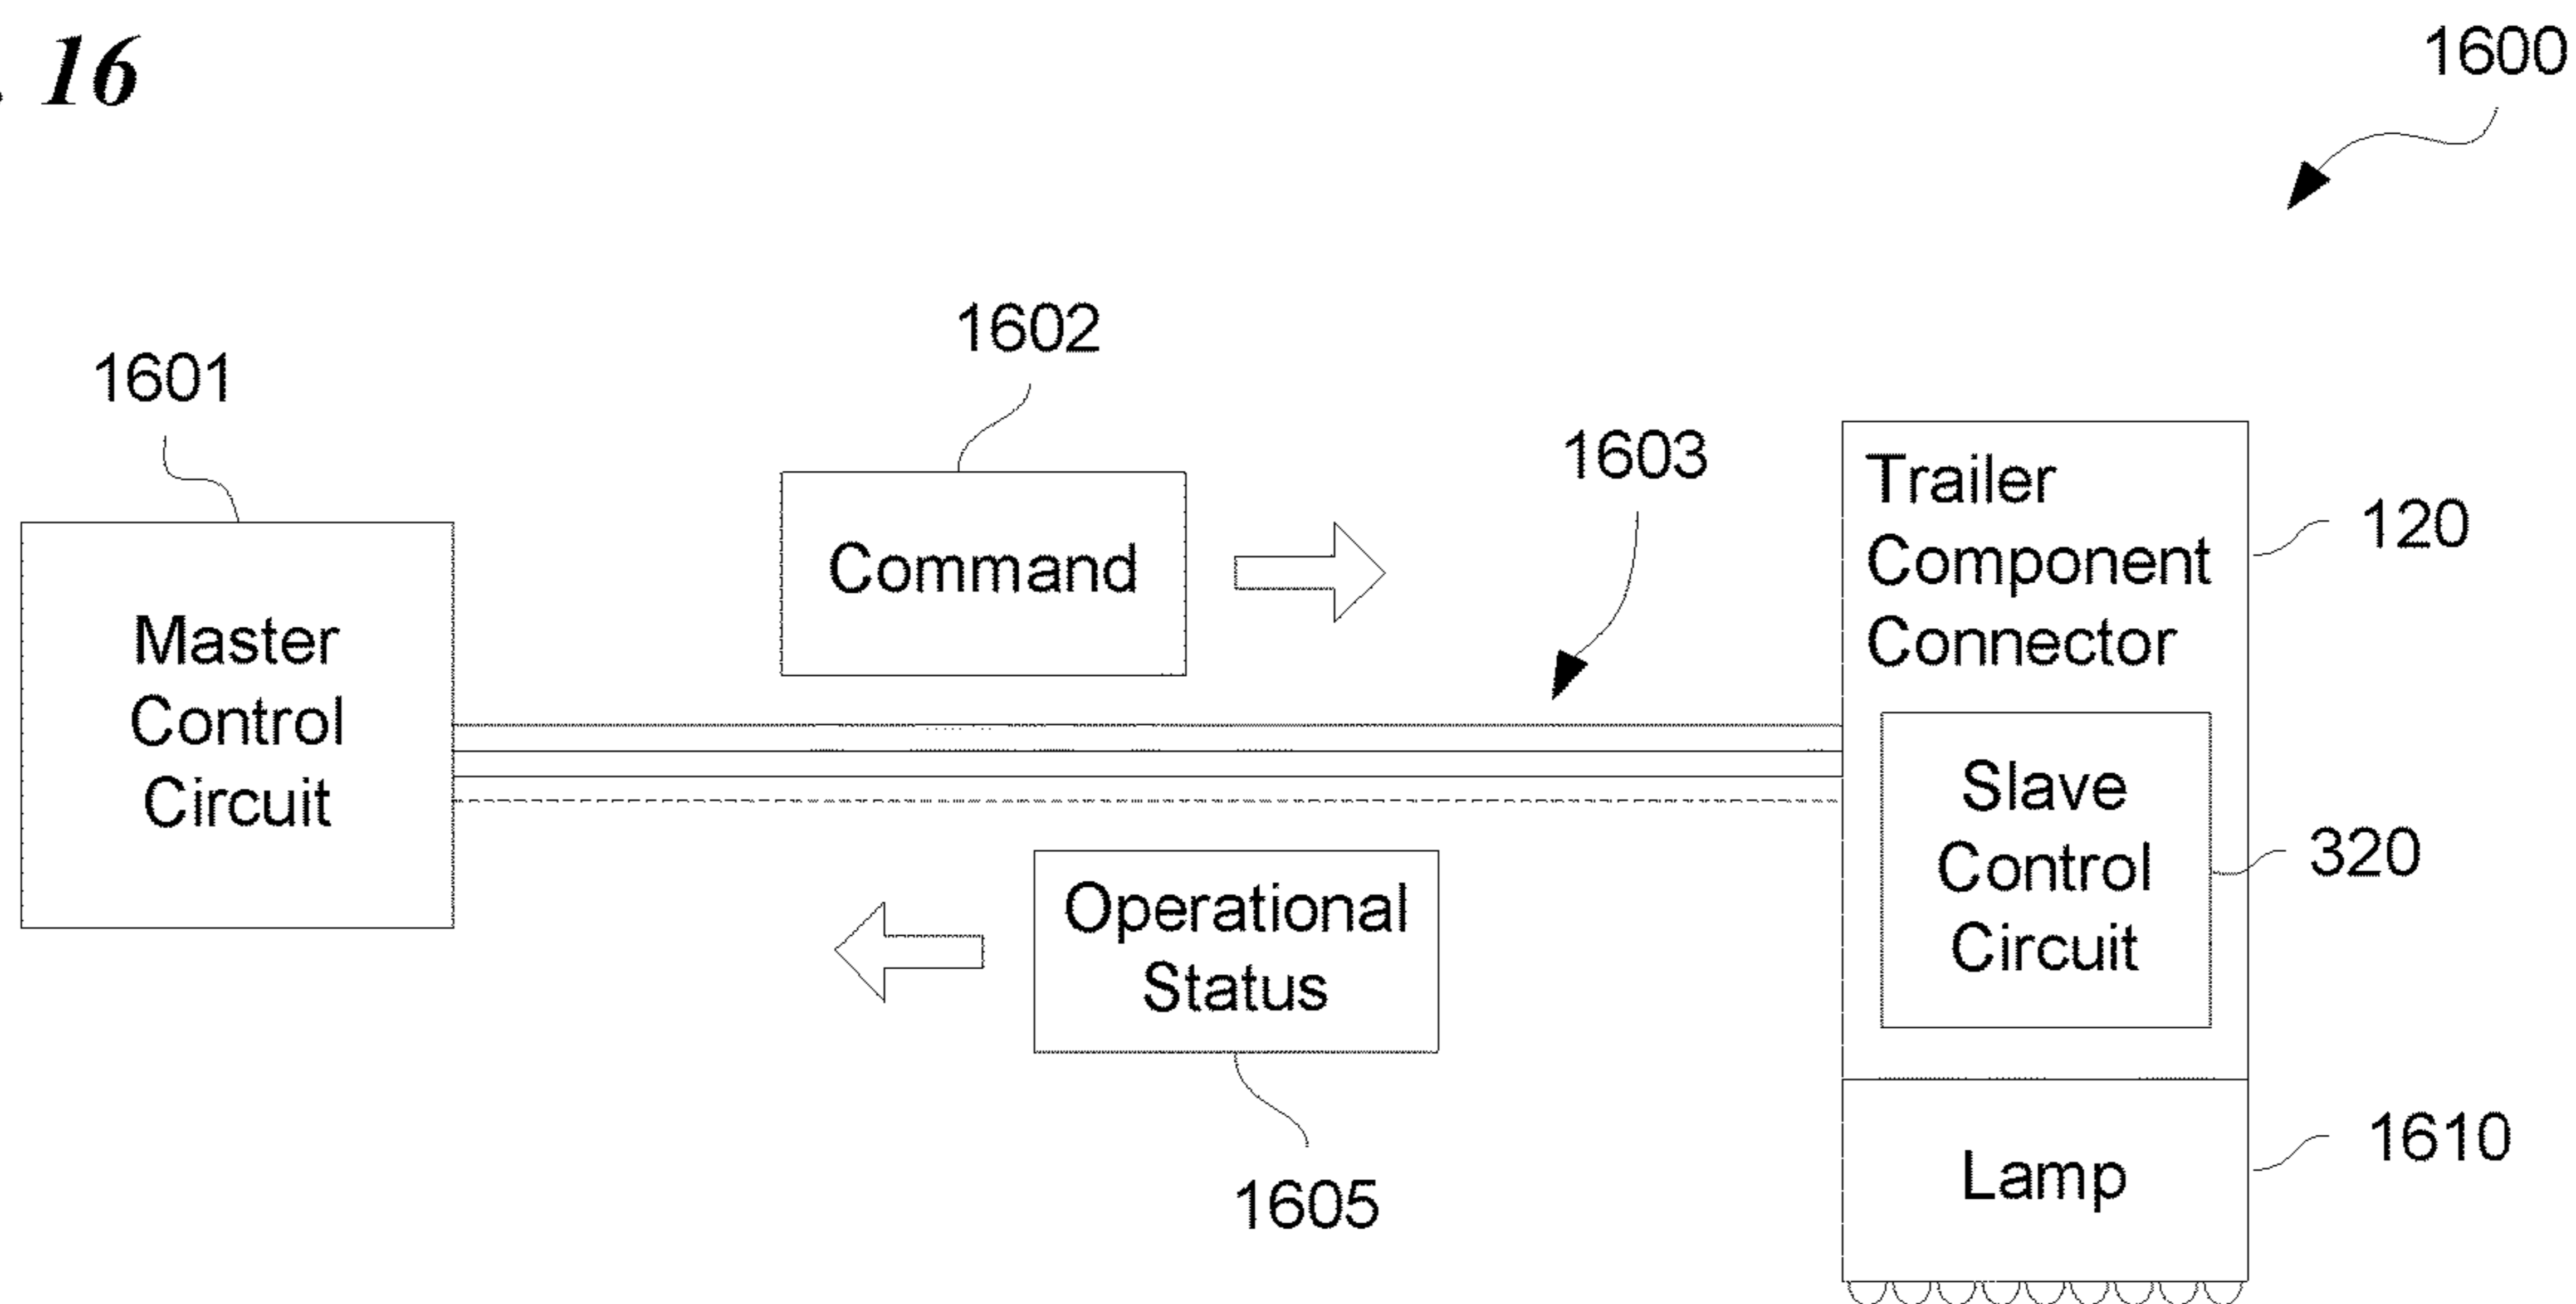 . 16
1600
1602
1601
1603
Trailer
Component
Connector
120
Command
Master
Control
Circuit
Slave
Control
Circuit
320
Operational
Status
1605
1610
Lamp